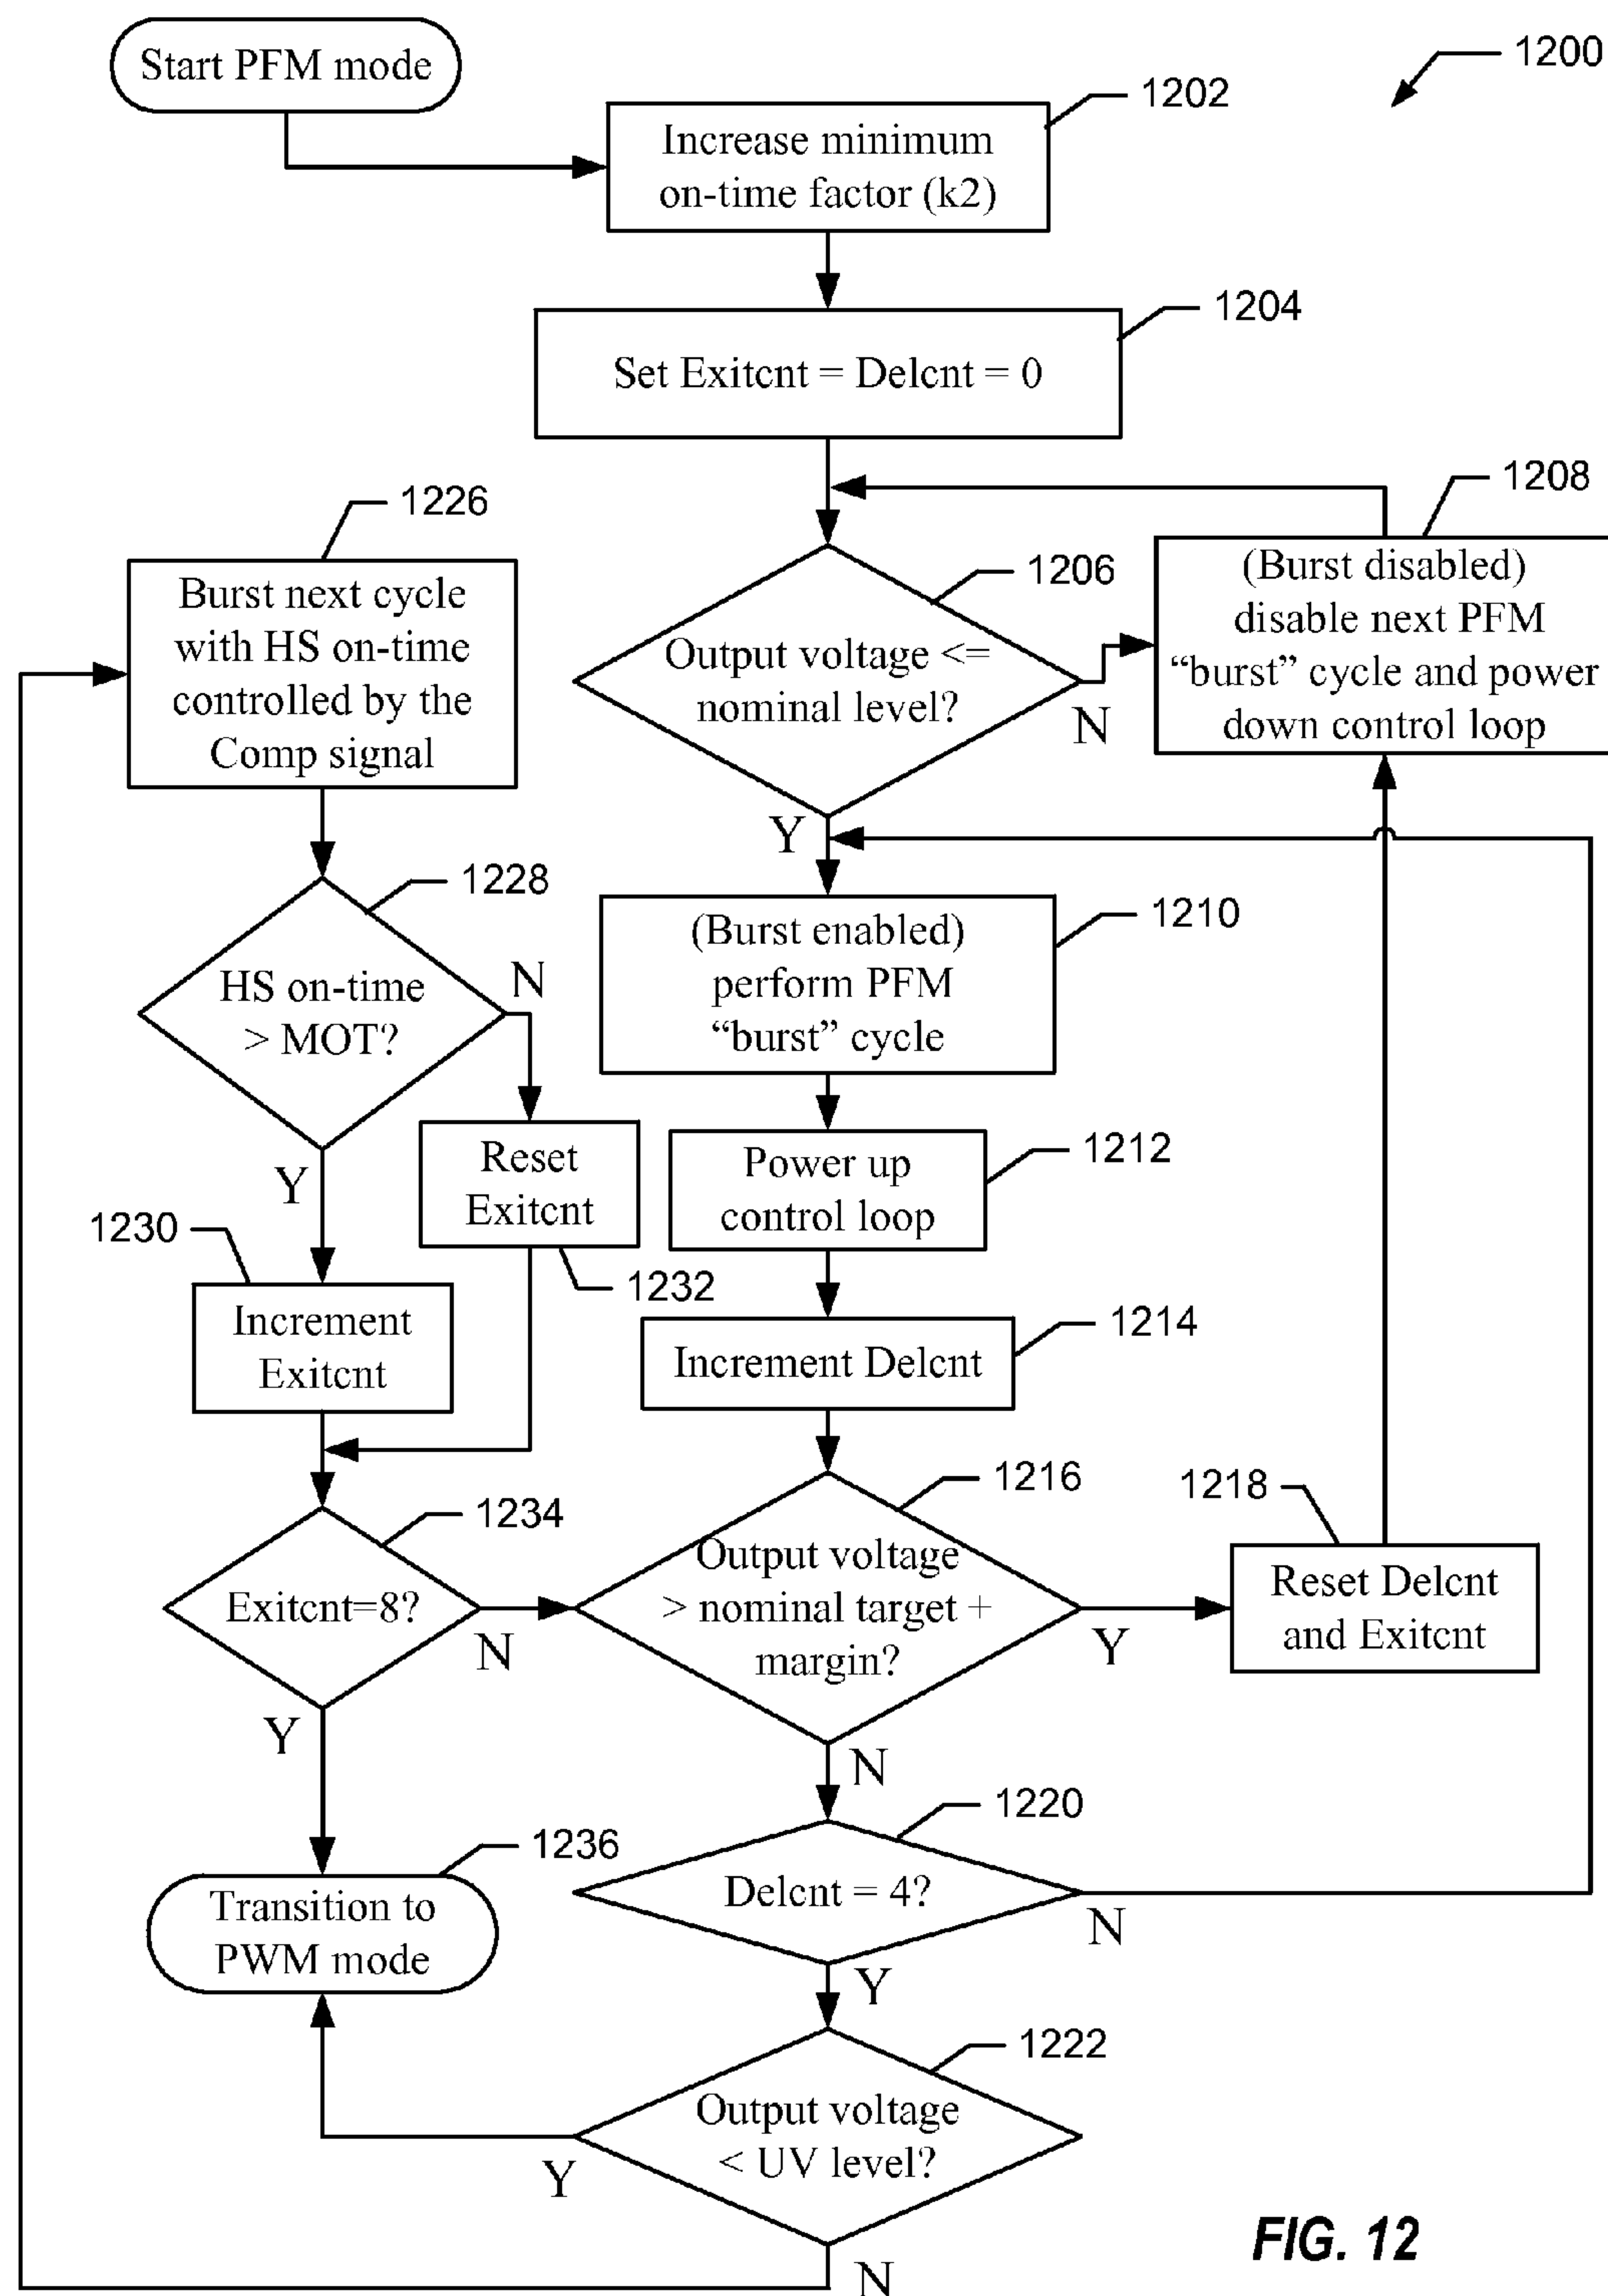 Start PFM mode
1200
1202
Increase minimum
on-time factor (k2)
1204
Set Exitcnt = Delcnt = 0
1226
1208
Burst next cycle
with HS on-time
controlled by the
Comp signal
1206
Output voltage <=
nominal level?
N
(Burst disabled)
disable next PFM
“burst” cycle and power
down control loop
Y
1228
HS on-time
> MOT?
N
1210
(Burst enabled)
perform PFM
“burst” cycle
Y
Reset
Exitcnt
1232
1212
Power up
control loop
1230
Increment
Exitcnt
1214
Increment Delcnt
1234
Exitcnt=8?
N
Y
1216
Output voltage
> nominal target +
margin?
Y
N
1218
Reset Delcnt
and Exitcnt
1236
Transition to
PWM mode
1220
Delcnt = 4?
N
Y
1222
Output voltage
< UV level?
Y
N
FIG. 12